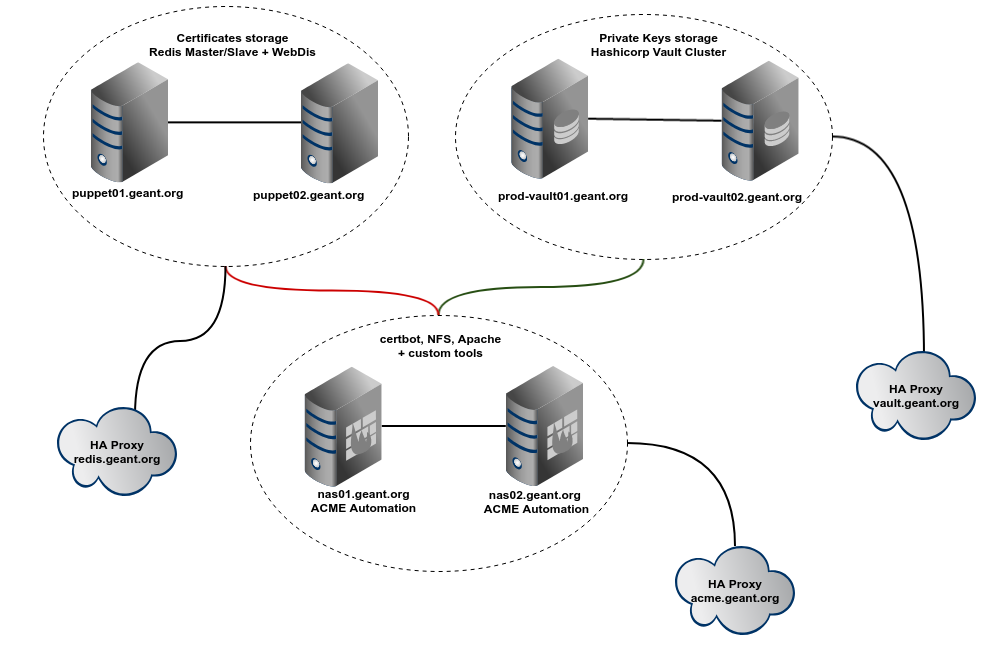 Certificates storage
Redis Master/Slave + WebDis
puppet01.geant.org
puppet02.geant.org
Private Keys storage
Hashicorp Vault Cluster
prod-vault01.geant.org
prod-vault02.geant.org
certbot, NFS, Apache
+ custom tools
nas01.geant.org
ACME Automation
nas02.geant.org
ACME Automation
HA Proxy
redis.geant.org
HA Proxy
vault.geant.org
HA Proxy
acme.geant.org